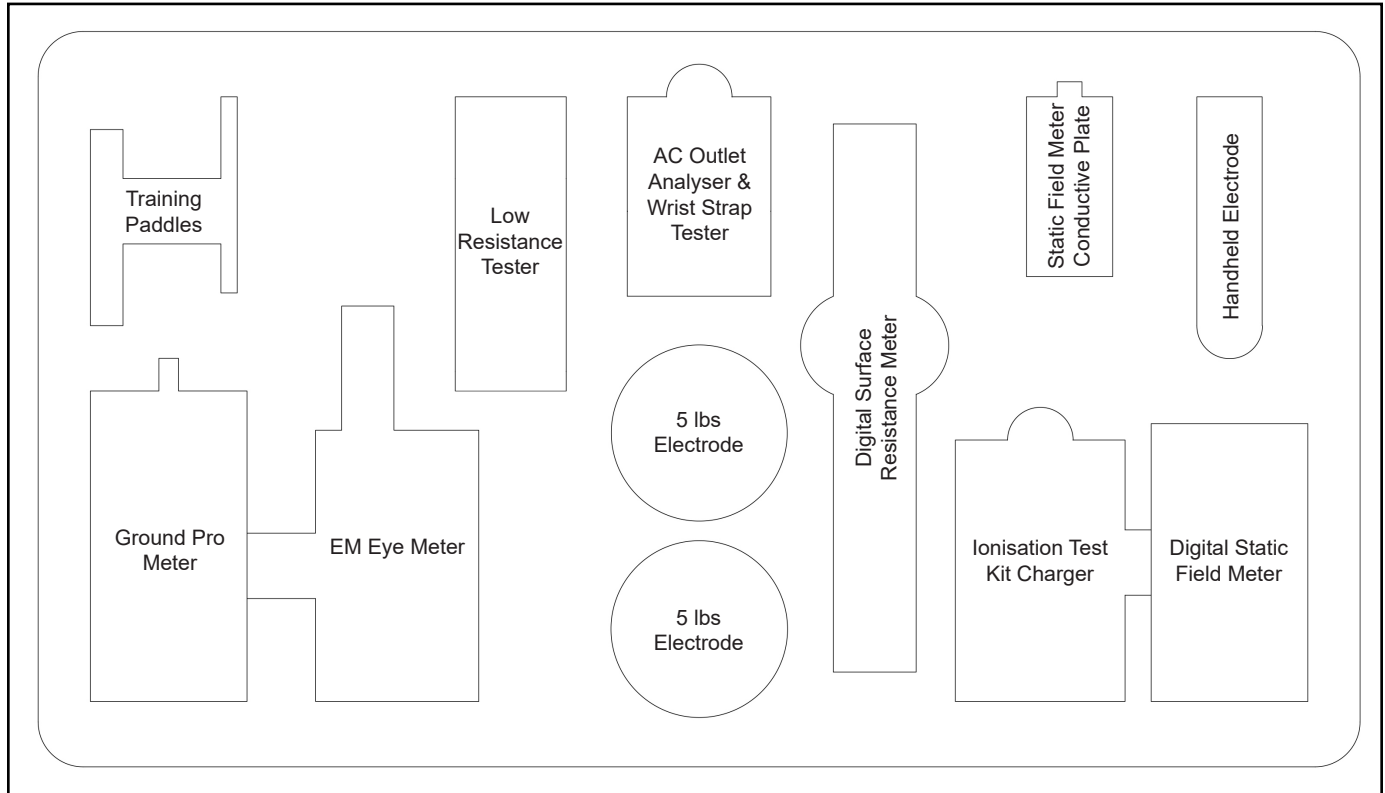 Training
Paddles
Low
Resistance
Tester
AC Outlet
Analyser &
Wrist Strap
Tester
Static Field Meter
Conductive Plate
Handheld Electrode
5 lbs
Electrode
Digital Surface
Resistance Meter
Ground Pro
Meter
EM Eye Meter
5 lbs
Electrode
Ionisation Test
Kit Charger
Digital Static
Field Meter